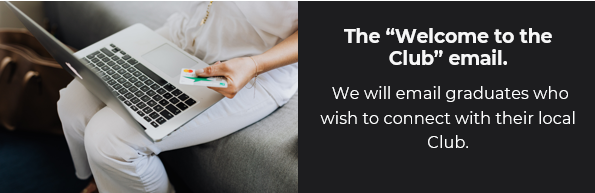 The “Welcome to the
Club” email.
We will email graduates who
wish to connect with their local
Club.